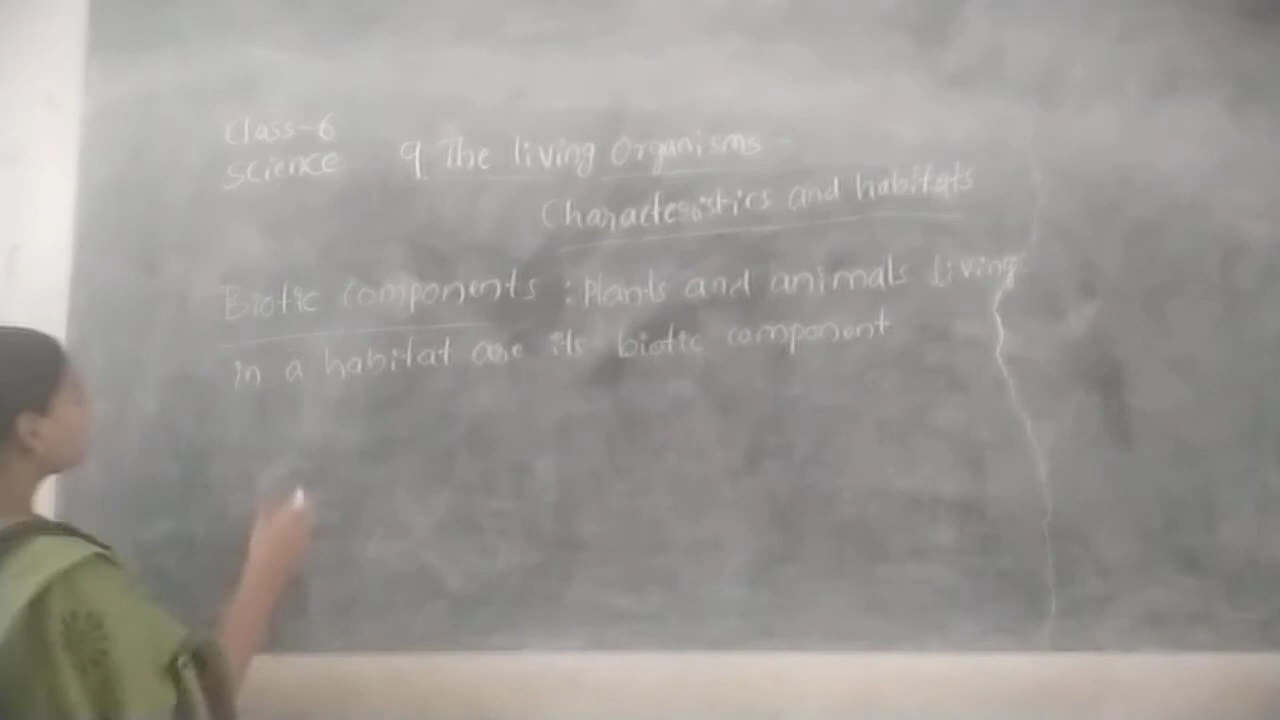 Class-6
Science
9 The living Organisms -
Characteristics and habitats
Biotic components : Plants and animals living
in a habitat are its biotic component